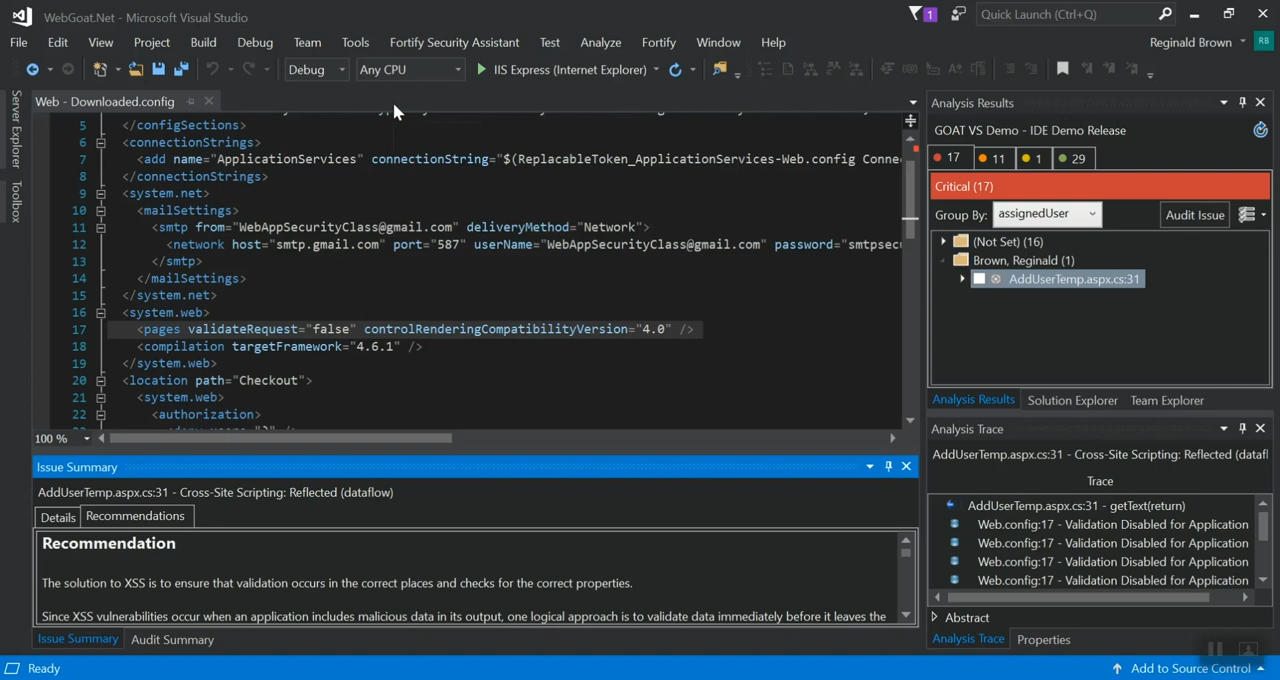 WebGoat.Net - Microsoft Visual Studio
1
Quick Launch (Ctrl+Q)
File Edit View Project Build Debug Team Tools Fortify Security Assistant Test Analyze Fortify Window Help
Reginald Brown
RB
Debug Any CPU IIS Express (Internet Explorer)
Server Explorer
Toolbox
Web - Downloaded.config
5 </configSections>
6 <connectionStrings>
7 <add name="ApplicationServices" connectionString="$(ReplacableToken_ApplicationServices-Web.config Conne
8 </connectionStrings>
9 <system.net>
10 <mailSettings>
11 <smtp from="WebAppSecurityClass@gmail.com" deliveryMethod="Network">
12 <network host="smtp.gmail.com" port="587" userName="WebAppSecurityClass@gmail.com" password="smtpsecu
13 </smtp>
14 </mailSettings>
15 </system.net>
16 <system.web>
17 <pages validateRequest="false" controlRenderingCompatibilityVersion="4.0" />
18 <compilation targetFramework="4.6.1" />
19 </system.web>
20 <location path="Checkout">
21 <system.web>
22 <authorization>
100 %
Issue Summary
AddUserTemp.aspx.cs:31 - Cross-Site Scripting: Reflected (dataflow)
Details Recommendations
Recommendation
The solution to XSS is to ensure that validation occurs in the correct places and checks for the correct properties.
Since XSS vulnerabilities occur when an application includes malicious data in its output, one logical approach is to validate data immediately before it leaves the
Issue Summary Audit Summary
Analysis Results
GOAT VS Demo - IDE Demo Release
17 11 1 29
Critical (17)
Group By: assignedUser Audit Issue
(Not Set) (16)
Brown, Reginald (1)
AddUserTemp.aspx.cs:31
Analysis Results Solution Explorer Team Explorer
Analysis Trace
AddUserTemp.aspx.cs:31 - Cross-Site Scripting: Reflected (datafl
Trace
AddUserTemp.aspx.cs:31 - getText(return)
Web.config:17 - Validation Disabled for Application
Web.config:17 - Validation Disabled for Application
Web.config:17 - Validation Disabled for Application
Web.config:17 - Validation Disabled for Application
Abstract
Analysis Trace Properties
Ready
Add to Source Control